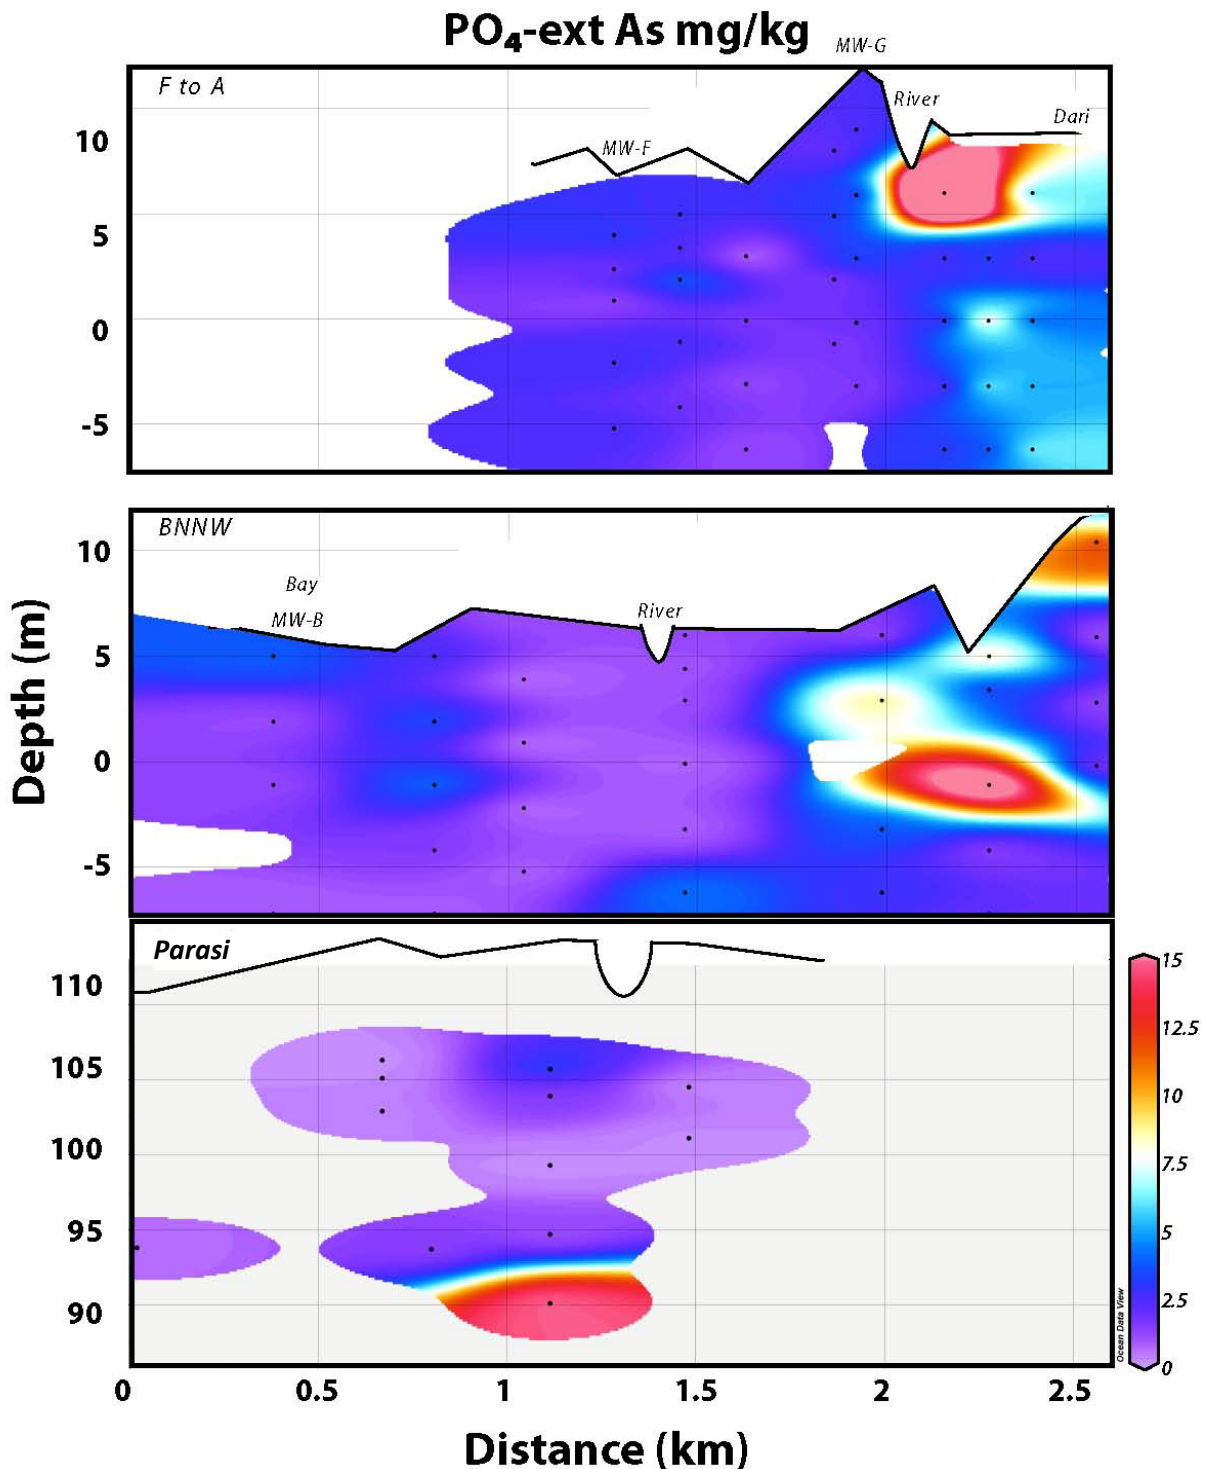 PO₄-ext As mg/kg
MW-G
F to A
River
Dari
MW-F
10
5
0
-5
BNNW
Bay
MW-B
River
10
5
0
-5
Depth (m)
Parasi
110
105
100
95
90
15
12.5
10
7.5
5
2.5
0
Ocean Data View
0 0.5 1 1.5 2 2.5
Distance (km)